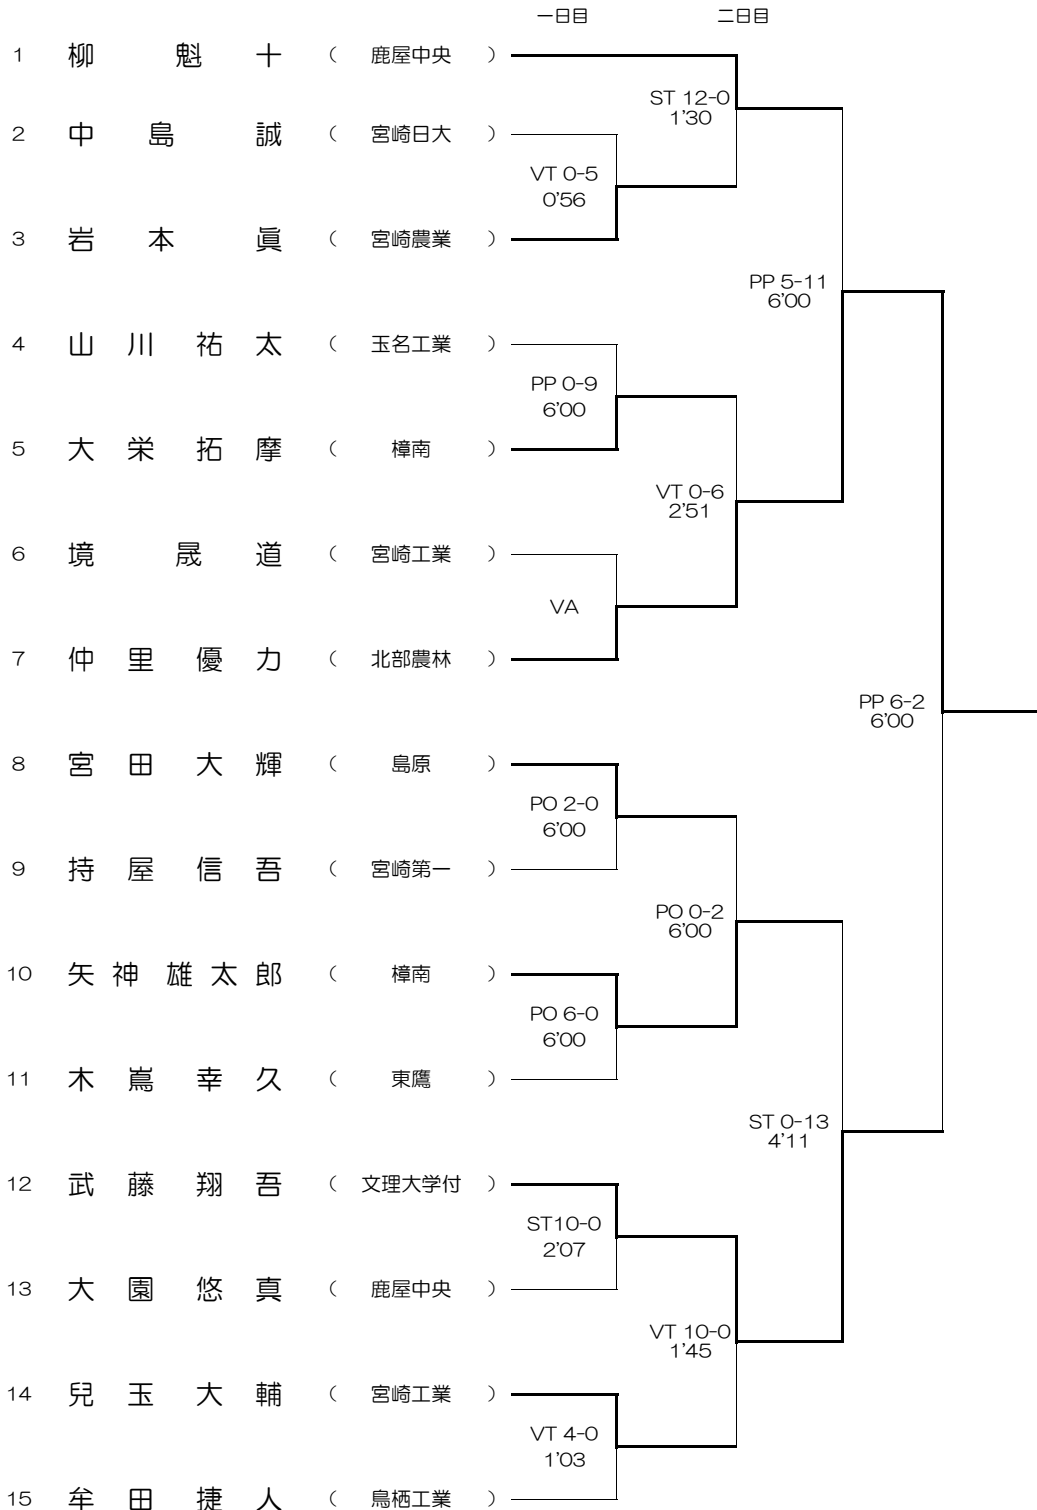 一日目 二日目
1 柳 魁 十 （ 鹿屋中央 ）
ST 12-0
1'30
2 中 島 誠 （ 宮崎日大 ）
VT 0-5
0'56
3 岩 本 眞 （ 宮崎農業 ）
PP 5-11
6'00
4 山 川 祐 太 （ 玉名工業 ）
PP 0-9
6'00
5 大 栄 拓 摩 （ 樟南 ）
VT 0-6
2'51
6 境 晟 道 （ 宮崎工業 ）
VA
7 仲 里 優 力 （ 北部農林 ）
PP 6-2
6'00
8 宮 田 大 輝 （ 島原 ）
PO 2-0
6'00
9 持 屋 信 吾 （ 宮崎第一 ）
PO 0-2
6'00
10 矢 神 雄 太 郎 （ 樟南 ）
PO 6-0
6'00
11 木 嶌 幸 久 （ 東鷹 ）
ST 0-13
4'11
12 武 藤 翔 吾 （ 文理大学付 ）
ST10-0
2'07
13 大 園 悠 真 （ 鹿屋中央 ）
VT 10-0
1'45
14 兒 玉 大 輔 （ 宮崎工業 ）
VT 4-0
1'03
15 牟 田 捷 人 （ 鳥栖工業 ）